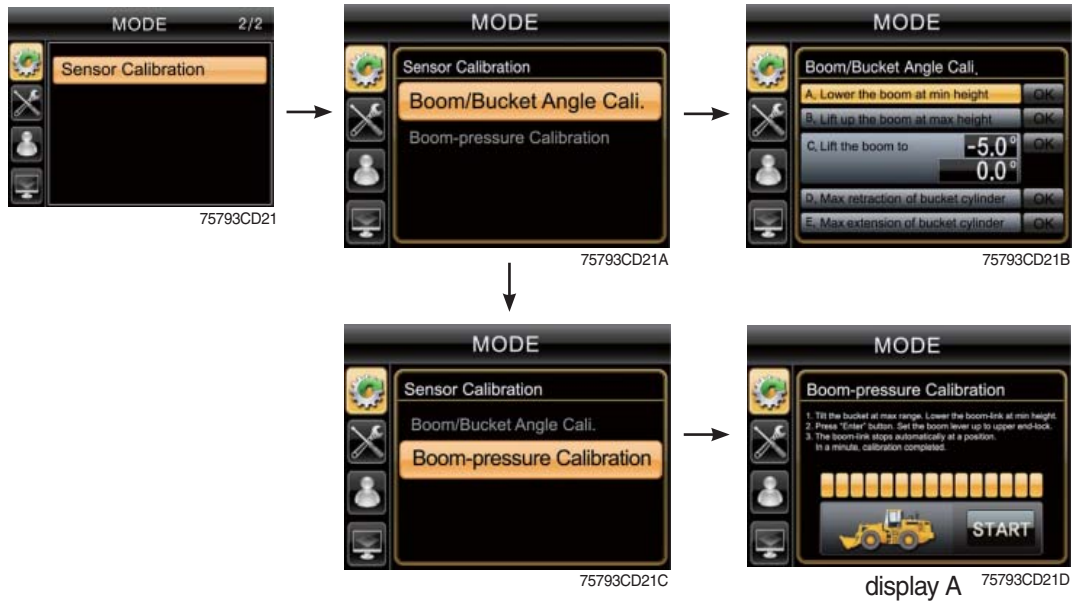 MODE 2/2
Sensor Calibration
75793CD21
MODE
Sensor Calibration
Boom/Bucket Angle Cali.
Boom-pressure Calibration
75793CD21A
MODE
Boom/Bucket Angle Cali.
A. Lower the boom at min height OK
B. Lift up the boom at max height OK
C. Lift the boom to -5.0° OK
0.0°
D. Max retraction of bucket cylinder OK
E. Max extension of bucket cylinder OK
75793CD21B
MODE
Sensor Calibration
Boom/Bucket Angle Cali.
Boom-pressure Calibration
75793CD21C
MODE
Boom-pressure Calibration
1. Tilt the bucket at max range. Lower the boom-link at min height.
2. Press "Enter" button. Set the boom lever up to upper end-lock.
3. The boom-link stops automatically at a position.
In a minute, calibration completed.
START
display A 75793CD21D